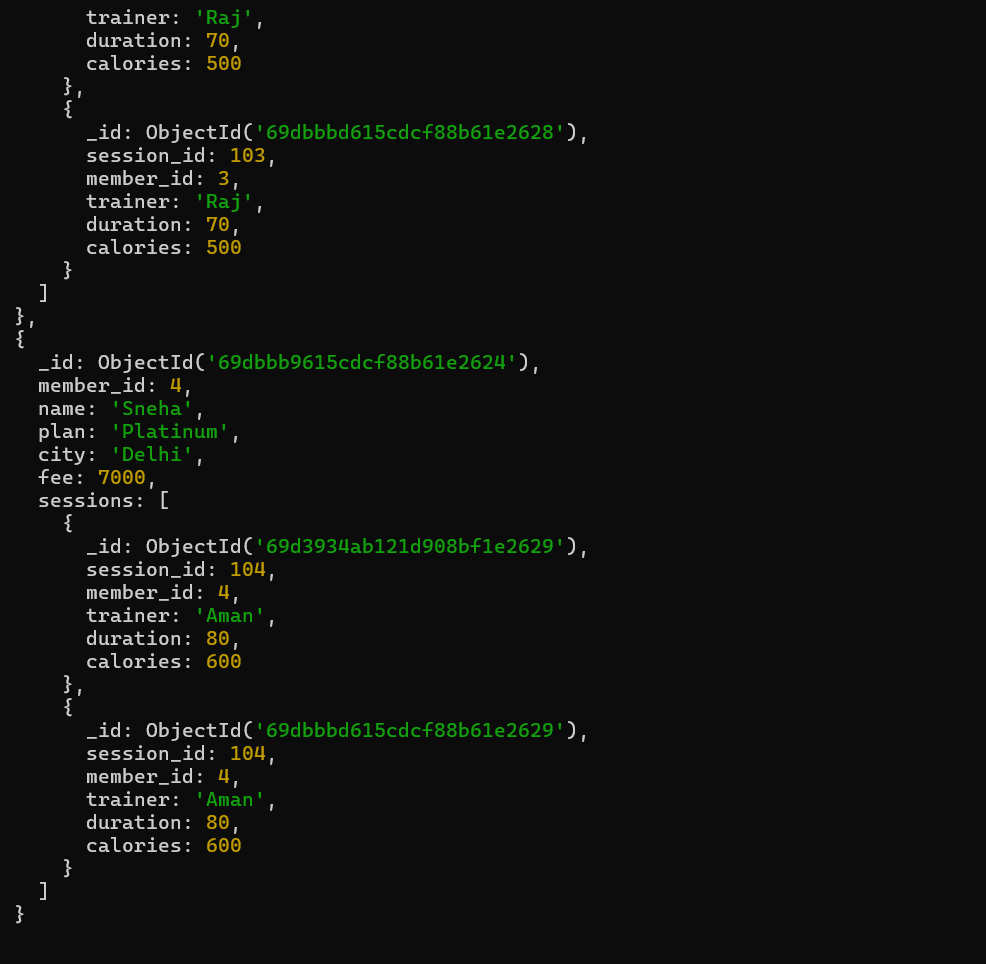 trainer: 'Raj',
      duration: 70,
      calories: 500
    },
    {
      _id: ObjectId('69dbbbd615cdcf88b61e2628'),
      session_id: 103,
      member_id: 3,
      trainer: 'Raj',
      duration: 70,
      calories: 500
    }
  ]
},
{
  _id: ObjectId('69dbbb9615cdcf88b61e2624'),
  member_id: 4,
  name: 'Sneha',
  plan: 'Platinum',
  city: 'Delhi',
  fee: 7000,
  sessions: [
    {
      _id: ObjectId('69d3934ab121d908bf1e2629'),
      session_id: 104,
      member_id: 4,
      trainer: 'Aman',
      duration: 80,
      calories: 600
    },
    {
      _id: ObjectId('69dbbbd615cdcf88b61e2629'),
      session_id: 104,
      member_id: 4,
      trainer: 'Aman',
      duration: 80,
      calories: 600
    }
  ]
}